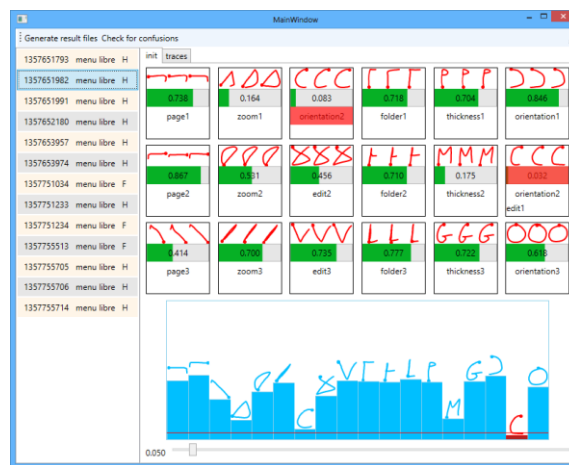 MainWindow
Generate result files Check for confusions
1357651793 menu libre H
1357651982 menu libre H
1357651991 menu libre H
1357652180 menu libre H
1357653957 menu libre H
1357653974 menu libre H
1357751034 menu libre F
1357751233 menu libre H
1357751234 menu libre F
1357755513 menu libre F
1357755705 menu libre H
1357755706 menu libre H
1357755714 menu libre H
init traces
0.738 0.164 0.083 0.718 0.704 0.846
page1 zoom1 orientation2 folder1 thickness1 orientation1
C C C P P P
0.867 0.531 0.456 0.710 0.175 0.032
page2 zoom2 edit2 folder2 thickness2 orientation2
edit1
M M M C C C
0.414 0.700 0.735 0.777 0.722 0.618
page3 zoom3 edit3 folder3 thickness3 orientation3
V V V L L L G G G O O O
C V L P M G C O
0.050